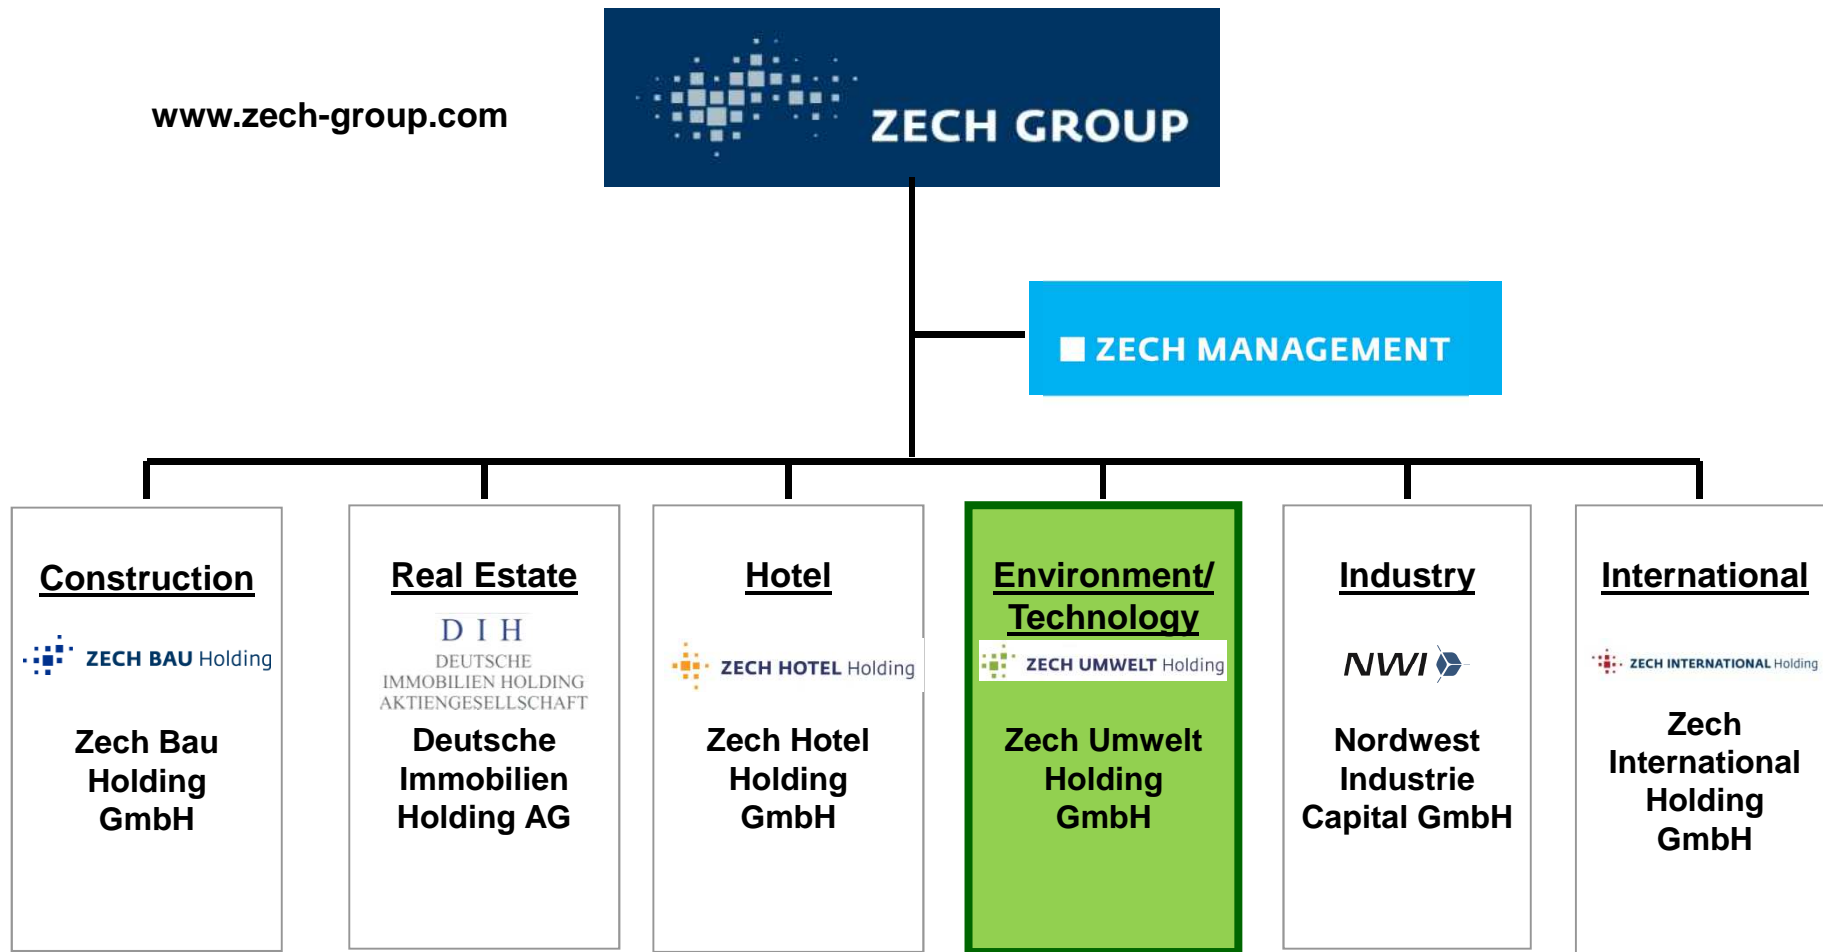 www.zech-group.com
ZECH GROUP
ZECH MANAGEMENT
Construction
ZECH BAU Holding
Zech Bau
Holding
GmbH
Real Estate
D I H
DEUTSCHE
IMMOBILIEN HOLDING
AKTIENGESELLSCHAFT
Deutsche
Immobilien
Holding AG
Hotel
ZECH HOTEL Holding
Zech Hotel
Holding
GmbH
Environment/
Technology
ZECH UMWELT Holding
Zech Umwelt
Holding
GmbH
Industry
NWI
Nordwest
Industrie
Capital GmbH
International
ZECH INTERNATIONAL Holding
Zech
International
Holding
GmbH